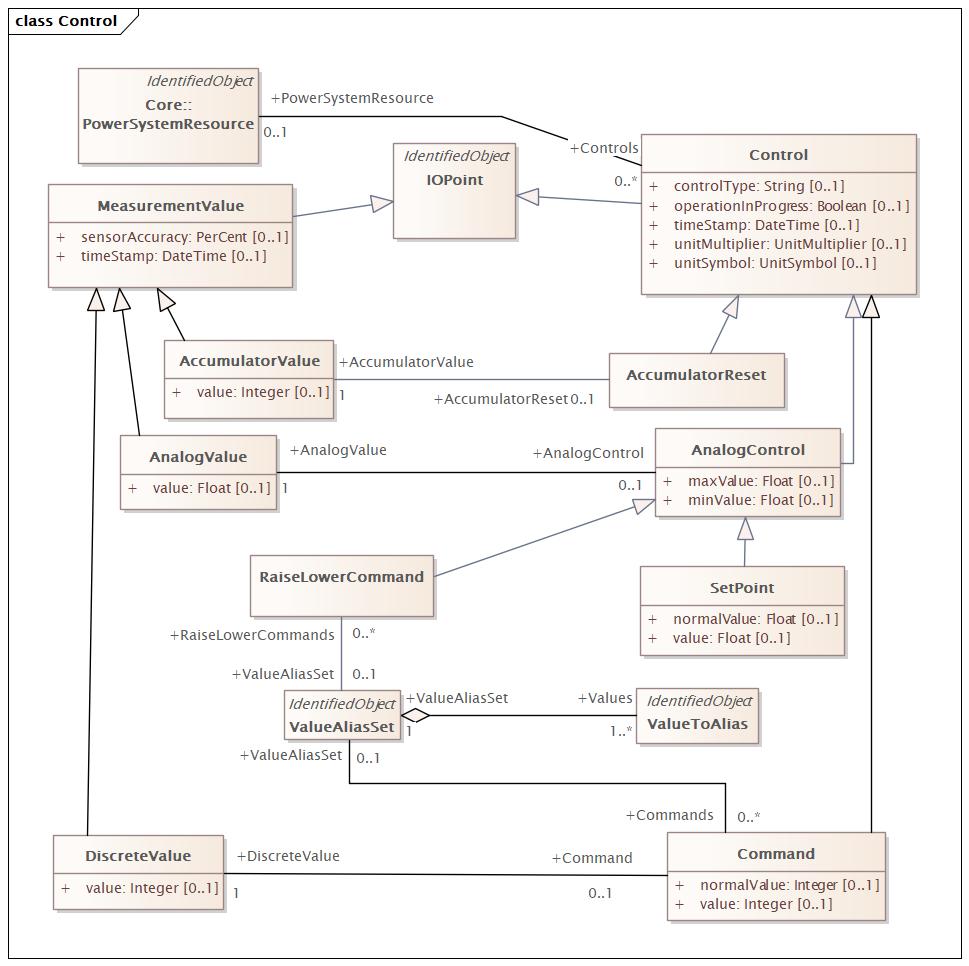 class Control
IdentifiedObject
Core::
PowerSystemResource
+PowerSystemResource
0..1
+Controls
0..*
IdentifiedObject
IOPoint
Control
+ controlType: String [0..1]
+ operationInProgress: Boolean [0..1]
+ timeStamp: DateTime [0..1]
+ unitMultiplier: UnitMultiplier [0..1]
+ unitSymbol: UnitSymbol [0..1]
MeasurementValue
+ sensorAccuracy: PerCent [0..1]
+ timeStamp: DateTime [0..1]
AccumulatorValue
+ value: Integer [0..1]
+AccumulatorValue
1
+AccumulatorReset 0..1
AccumulatorReset
AnalogValue
+ value: Float [0..1]
+AnalogValue
1
+AnalogControl
0..1
AnalogControl
+ maxValue: Float [0..1]
+ minValue: Float [0..1]
RaiseLowerCommand
SetPoint
+ normalValue: Float [0..1]
+ value: Float [0..1]
+RaiseLowerCommands 0..*
+ValueAliasSet 0..1
IdentifiedObject
ValueAliasSet
+ValueAliasSet
1
+Values
1..*
IdentifiedObject
ValueToAlias
+ValueAliasSet 0..1
+Commands 0..*
DiscreteValue
+ value: Integer [0..1]
+DiscreteValue
1
+Command
0..1
Command
+ normalValue: Integer [0..1]
+ value: Integer [0..1]